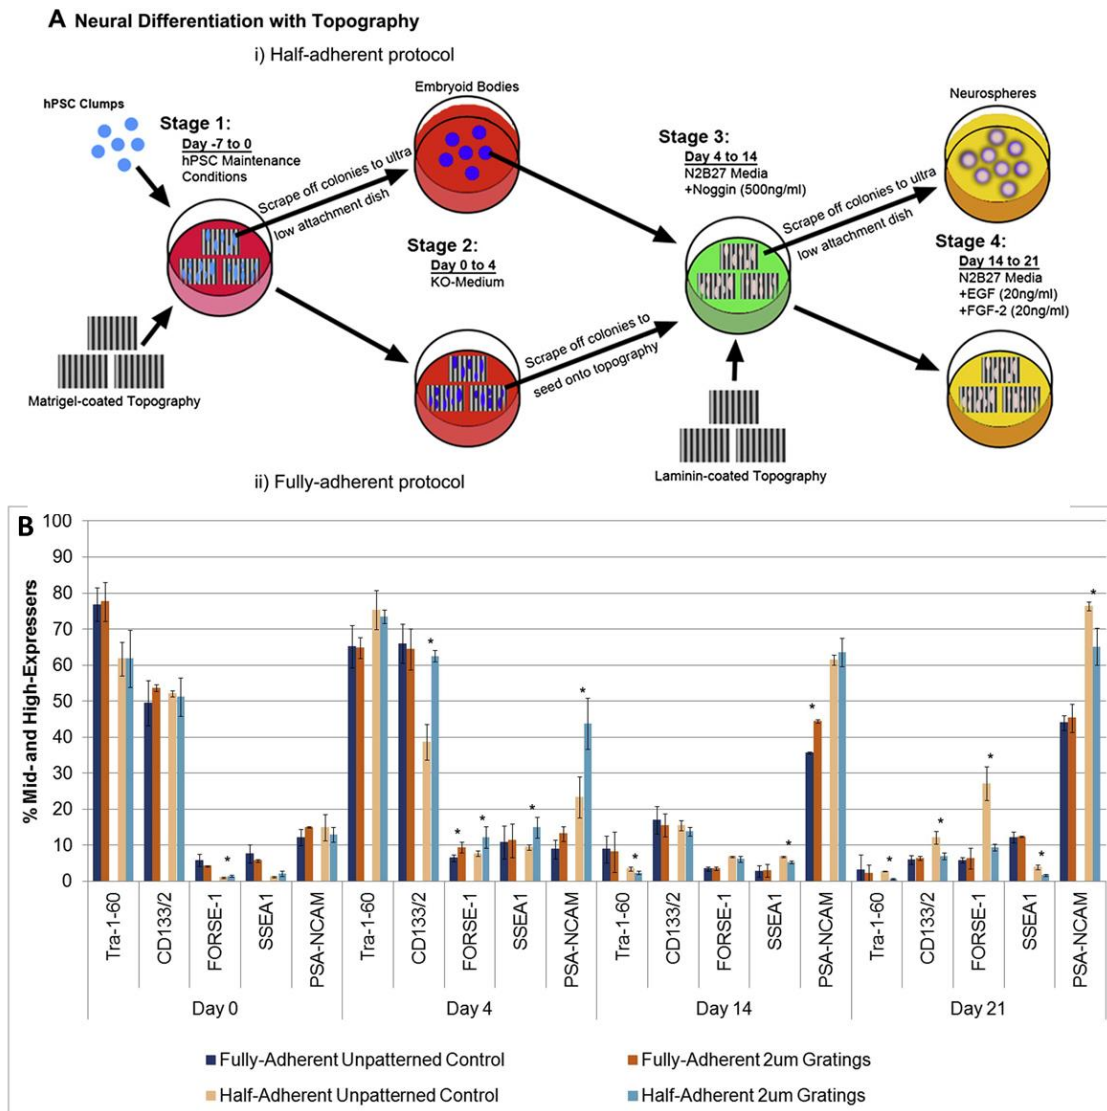 A Neural Differentiation with Topography
i) Half-adherent protocol
hPSC Clumps
Stage 1:
Day -7 to 0
hPSC Maintenance
Conditions
Matrigel-coated Topography
Scrape off colonies to ultra
low attachment dish
Embryoid Bodies
Stage 2:
Day 0 to 4
KO-Medium
Scrape off colonies to
seed onto topography
Stage 3:
Day 4 to 14
N2B27 Media
+Noggin (500ng/ml)
Laminin-coated Topography
Scrape off colonies to ultra
low attachment dish
Neurospheres
Stage 4:
Day 14 to 21
N2B27 Media
+EGF (20ng/ml)
+FGF-2 (20ng/ml)
ii) Fully-adherent protocol
B
% Mid- and High-Expressers
100
90
80
70
60
50
40
30
20
10
0
* * * * * * * * * * * * * *
Tra-1-60
CD133/2
FORSE-1
SSEA1
PSA-NCAM
Tra-1-60
CD133/2
FORSE-1
SSEA1
PSA-NCAM
Tra-1-60
CD133/2
FORSE-1
SSEA1
PSA-NCAM
Tra-1-60
CD133/2
FORSE-1
SSEA1
PSA-NCAM
Day 0
Day 4
Day 14
Day 21
Fully-Adherent Unpatterned Control
Fully-Adherent 2um Gratings
Half-Adherent Unpatterned Control
Half-Adherent 2um Gratings